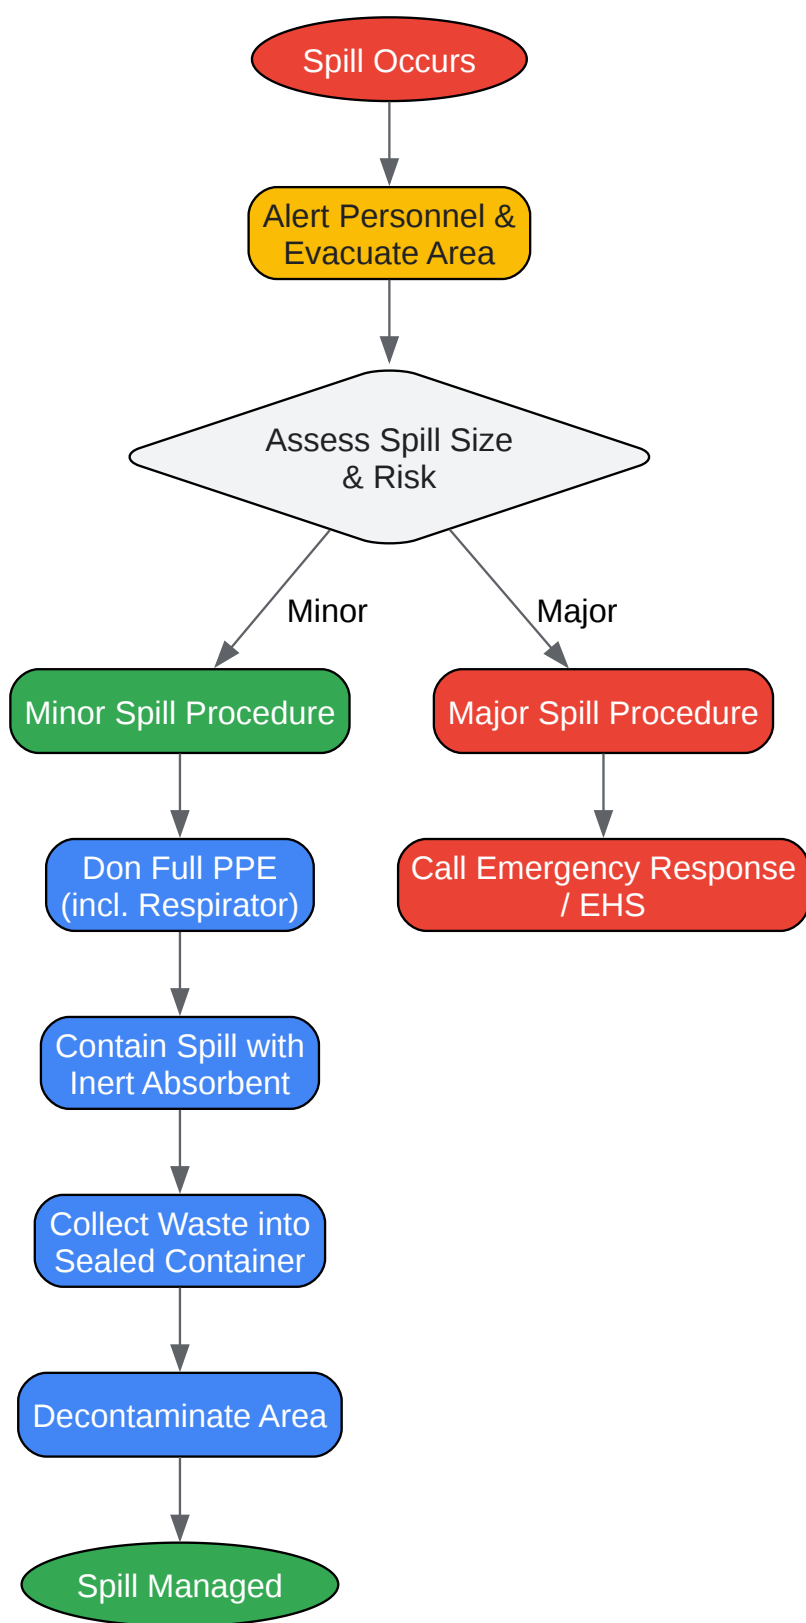 Spill Occurs
Alert Personnel &
Evacuate Area
Assess Spill Size
& Risk
Minor
Major
Minor Spill Procedure
Major Spill Procedure
Don Full PPE
(incl. Respirator)
Call Emergency Response
/ EHS
Contain Spill with
Inert Absorbent
Collect Waste into
Sealed Container
Decontaminate Area
Spill Managed